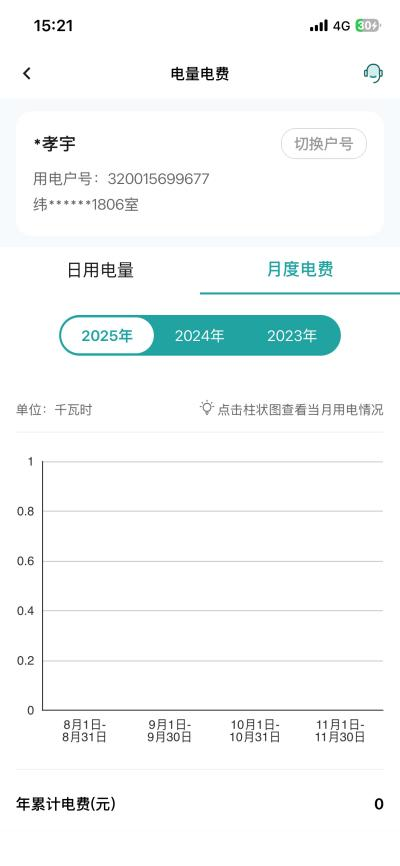 15:21
4G 30
电量电费
*孝宇
切换户号
用电户号：320015699677
纬******1806室
日用电量
月度电费
2025年
2024年
2023年
单位：千瓦时
点击柱状图查看当月用电情况
1
0.8
0.6
0.4
0.2
0
8月1日-
8月31日
9月1日-
9月30日
10月1日-
10月31日
11月1日-
11月30日
年累计电费(元)
0